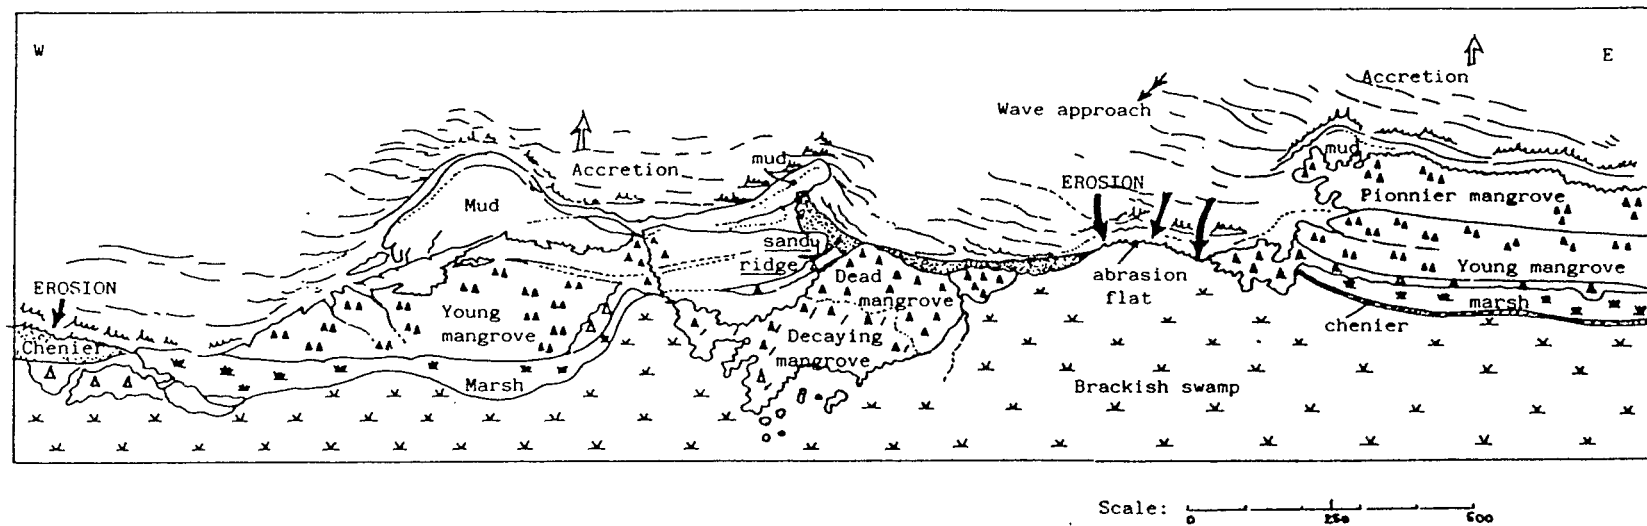 W
E
Accretion
Wave approach
mud
Accretion
mud
EROSION
Pionnier mangrove
Mud
sandy
ridge
Dead
mangrove
abrasion
flat
Young mangrove
EROSION
marsh
Young
mangrove
chenier
Chenier
Decaying
mangrove
Marsh
Brackish swamp
Scale:
0 250 500